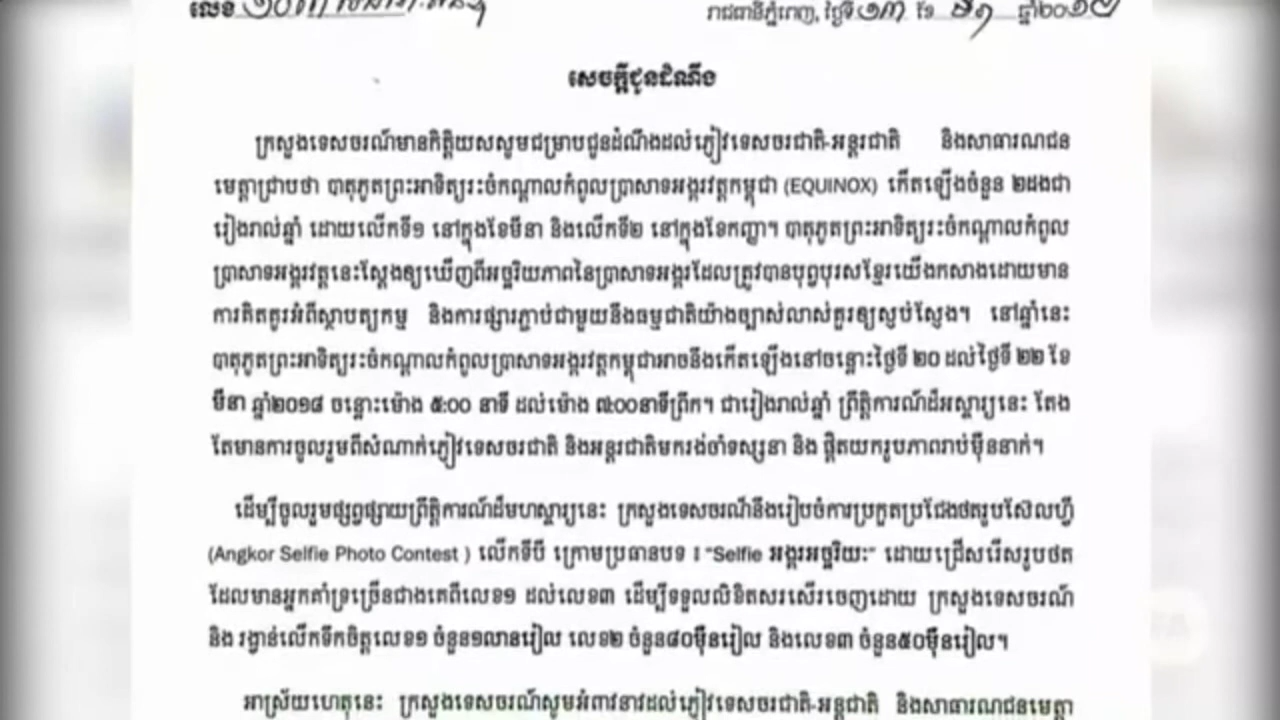 លេខ
រាជធានីភ្នំពេញ, ថ្ងៃទី ១៣ ខែ មីនា ឆ្នាំ២០១៨
សេចក្តីជូនដំណឹង
ក្រសួងទេសចរណ៍មានកិត្តិយសសូមជម្រាបជូនដំណឹងដល់ភ្ញៀវទេសចរជាតិ-អន្តរជាតិ និងសាធារណជន
មេត្តាជ្រាបថា បាតុភូតព្រះអាទិត្យរះចំកណ្តាលកំពូលប្រាសាទអង្គរវត្តកម្ពុជា (EQUINOX) កើតឡើងចំនួន ២ដងជា
រៀងរាល់ឆ្នាំ ដោយលើកទី១ នៅក្នុងខែមីនា និងលើកទី២ នៅក្នុងខែកញ្ញា។ បាតុភូតព្រះអាទិត្យរះចំកណ្តាលកំពូល
ប្រាសាទអង្គរវត្តនេះស្តែងឲ្យឃើញពីអច្ឆរិយភាពនៃប្រាសាទអង្គរដែលត្រូវបានបុព្វបុរសខ្មែរយើងកសាងដោយមាន
ការគិតគូរអំពីស្ថាបត្យកម្ម និងការផ្សារភ្ជាប់ជាមួយនឹងធម្មជាតិយ៉ាងច្បាស់លាស់គួរឲ្យស្ងប់ស្ងែង។ នៅឆ្នាំនេះ
បាតុភូតព្រះអាទិត្យរះចំកណ្តាលកំពូលប្រាសាទអង្គរវត្តកម្ពុជាអាចនឹងកើតឡើងនៅចន្លោះថ្ងៃទី ២០ ដល់ថ្ងៃទី ២២ ខែ
មីនា ឆ្នាំ២០១៨ ចន្លោះម៉ោង ៥:០០ នាទី ដល់ម៉ោង ៧:០០នាទីព្រឹក។ ជារៀងរាល់ឆ្នាំ ព្រឹត្តិការណ៍ដ៏អស្ចារ្យនេះ តែង
តែមានការចូលរួមពីសំណាក់ភ្ញៀវទេសចរជាតិ និងអន្តរជាតិមករង់ចាំទស្សនា និង ផ្តិតយករូបភាពរាប់ម៉ឺននាក់។
ដើម្បីចូលរួមផ្សព្វផ្សាយព្រឹត្តិការណ៍ដ៏មហស្ចារ្យនេះ ក្រសួងទេសចរណ៍នឹងរៀបចំការប្រកួតប្រជែងថតរូបស៊ែលហ្វី
(Angkor Selfie Photo Contest ) លើកទីបី ក្រោមប្រធានបទ ៖ "Selfie អង្គរអច្ឆរិយៈ" ដោយជ្រើសរើសរូបថត
ដែលមានអ្នកគាំទ្រច្រើនជាងគេពីលេខ១ ដល់លេខ៣ ដើម្បីទទួលលិខិតសរសើរចេញដោយ ក្រសួងទេសចរណ៍
និង រង្វាន់លើកទឹកចិត្តលេខ១ ចំនួន១លានរៀល លេខ២ ចំនួន៨០ម៉ឺនរៀល និងលេខ៣ ចំនួន៥០ម៉ឺនរៀល។
អាស្រ័យហេតុនេះ ក្រសួងទេសចរណ៍សូមអំពាវនាវដល់ភ្ញៀវទេសចរជាតិ-អន្តជាតិ និងសាធារណជនមេត្តា